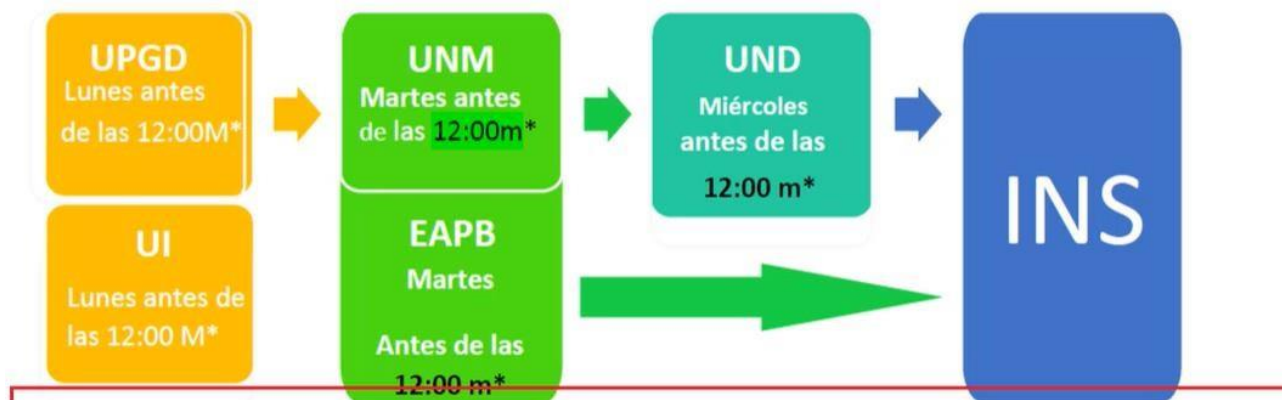 UPGD
Lunes antes
de las 12:00M*
UI
Lunes antes de
las 12:00 M*
UNM
Martes antes
de las 12:00m*
EAPB
Martes
Antes de las
12:00 m*
UND
Miércoles
antes de las
12:00 m*
INS